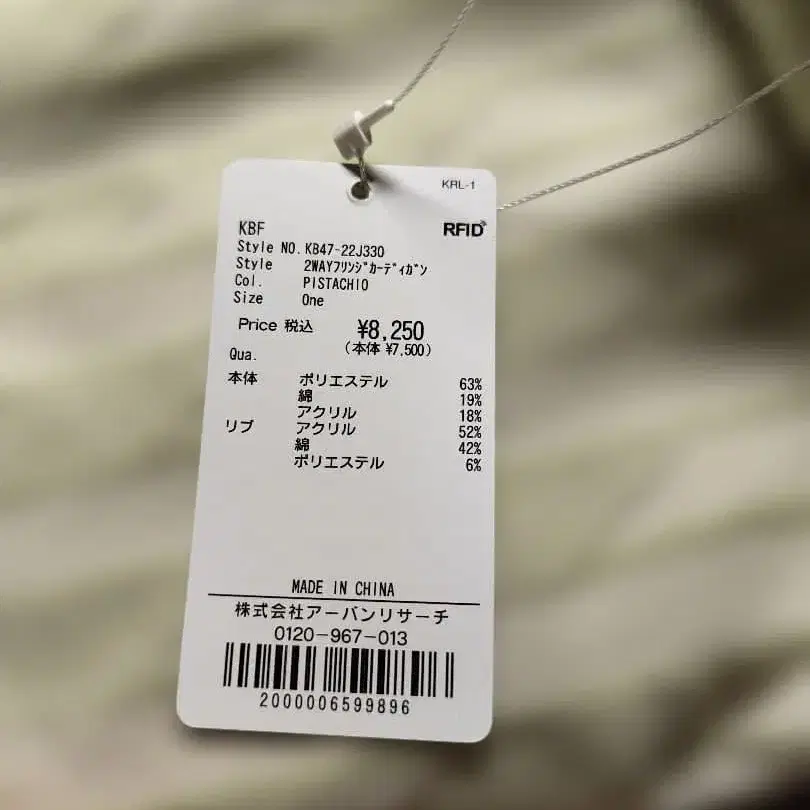 KRL-1
KBF RFID
Style NO. KB47-22J330
Style 2WAYﾌﾘﾝｼﾞｶｰﾃﾞｨｶﾞﾝ
Col. PISTACHIO
Size One
Price 税込 ¥8,250
(本体 ¥7,500)
Qua.
本体 ポリエステル 63%
綿 19%
アクリル 18%
リブ アクリル 52%
綿 42%
ポリエステル 6%
MADE IN CHINA
株式会社アーバンリサーチ
0120-967-013
2000006599896